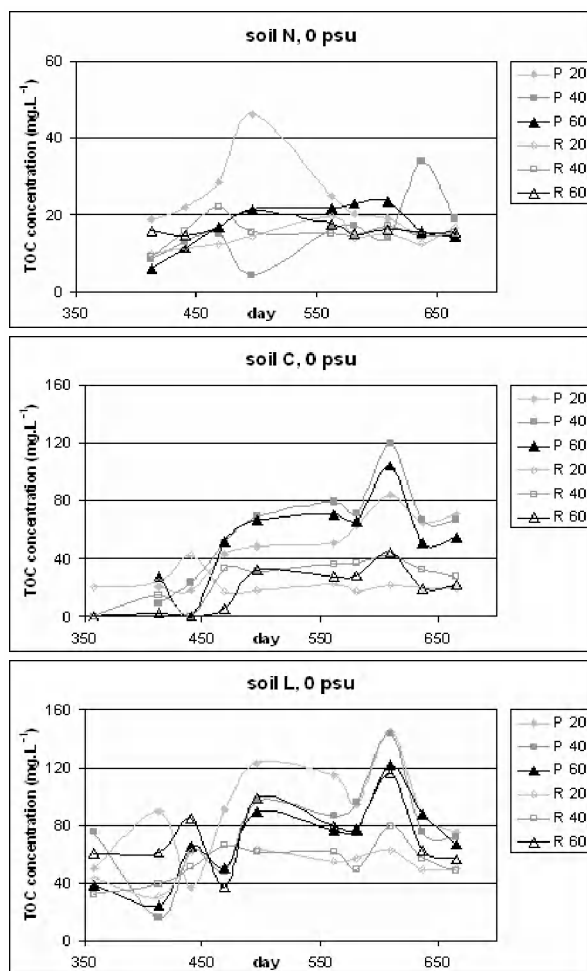 soil N, 0 psu
TOC concentration (mg.L⁻¹)
60
40
20
0
350
450
day
550
650
P 20
P 40
P 60
R 20
R 40
R 60
soil C, 0 psu
TOC concentration (mg.L⁻¹)
160
120
80
40
0
350
450
day
550
650
P 20
P 40
P 60
R 20
R 40
R 60
soil L, 0 psu
TOC concentration (mg.L⁻¹)
160
120
80
40
0
350
450
day
550
650
P 20
P 40
P 60
R 20
R 40
R 60